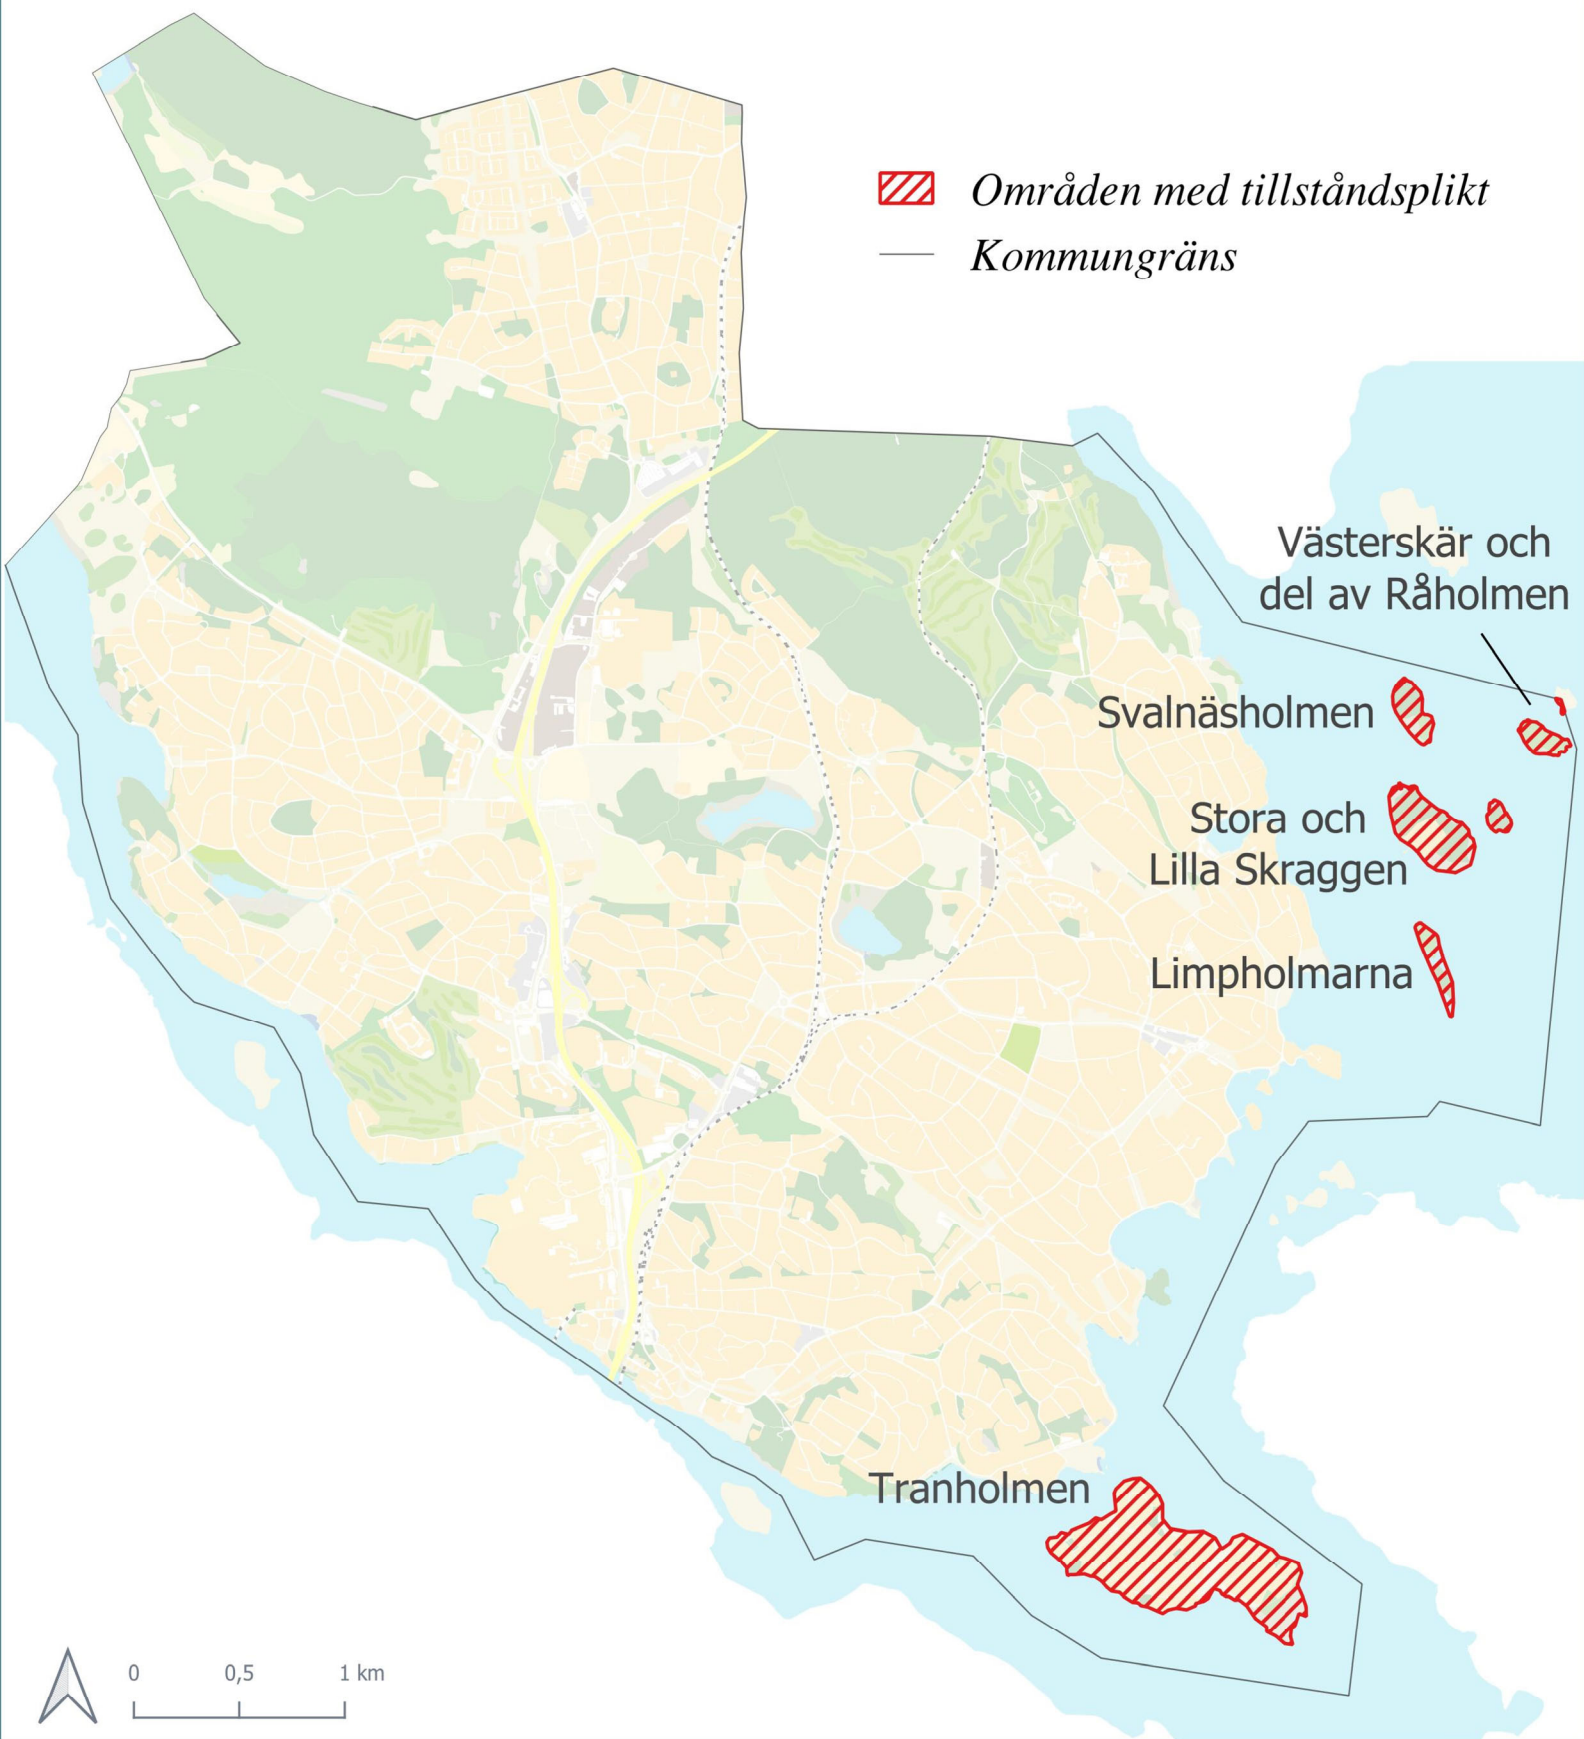 Områden med tillståndsplikt
Kommungräns
Västerskär och
del av Råholmen
Svalnäsholmen
Stora och
Lilla Skraggen
Limpholmarna
Tranholmen
0 0,5 1 km